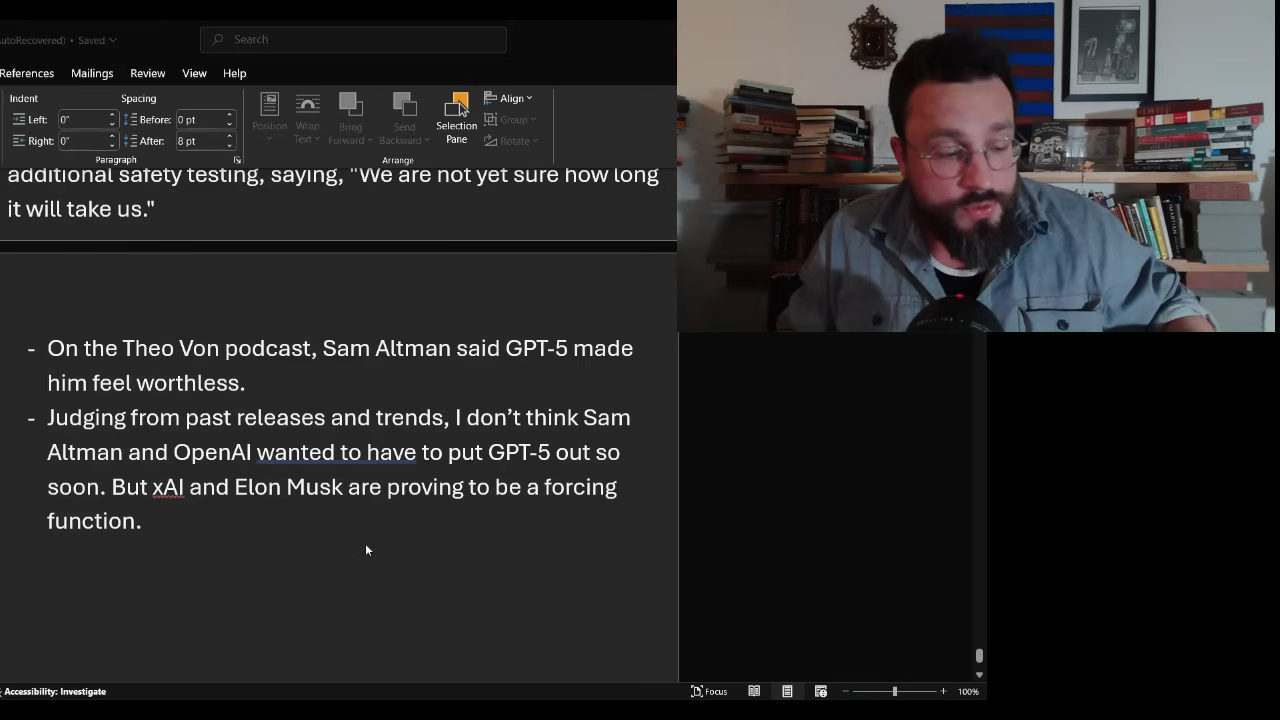 utoRecovered) • Saved
Search
References Mailings Review View Help
Indent Spacing
Left: 0" Before: 0 pt
Right: 0" After: 8 pt
Paragraph
Position Wrap Text Bring Forward Send Backward Selection Pane
Align
Group
Rotate
Arrange
additional safety testing, saying, "We are not yet sure how long
it will take us."
- On the Theo Von podcast, Sam Altman said GPT-5 made
him feel worthless.
- Judging from past releases and trends, I don’t think Sam
Altman and OpenAI wanted to have to put GPT-5 out so
soon. But xAI and Elon Musk are proving to be a forcing
function.
Accessibility: Investigate Focus 100%